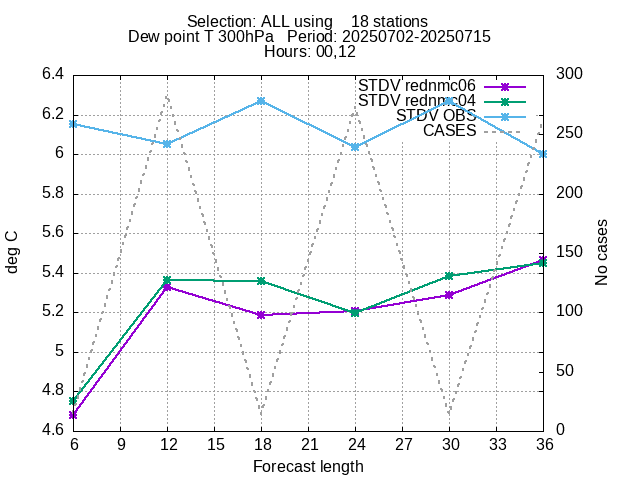 Selection: ALL using    18 stations
Dew point T 300hPa   Period: 20250702-20250715
Hours: 00,12
STDV rednmc06
STDV rednmc04
STDV OBS
CASES
6.4
6.2
6
5.8
5.6
5.4
5.2
5
4.8
4.6
deg C
300
250
200
150
100
50
0
No cases
6 9 12 15 18 21 24 27 30 33 36
Forecast length